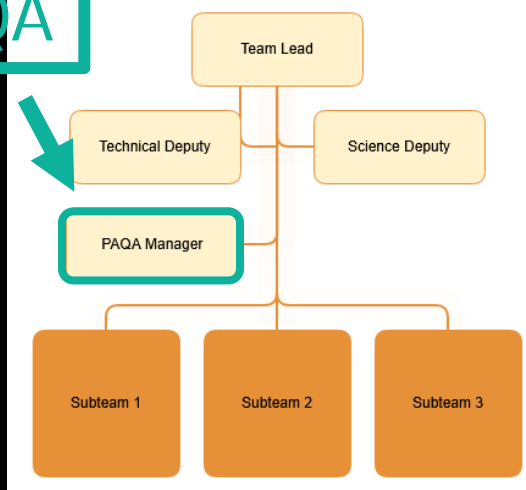 QA
Team Lead
Technical Deputy
Science Deputy
PAQA Manager
Subteam 1
Subteam 2
Subteam 3